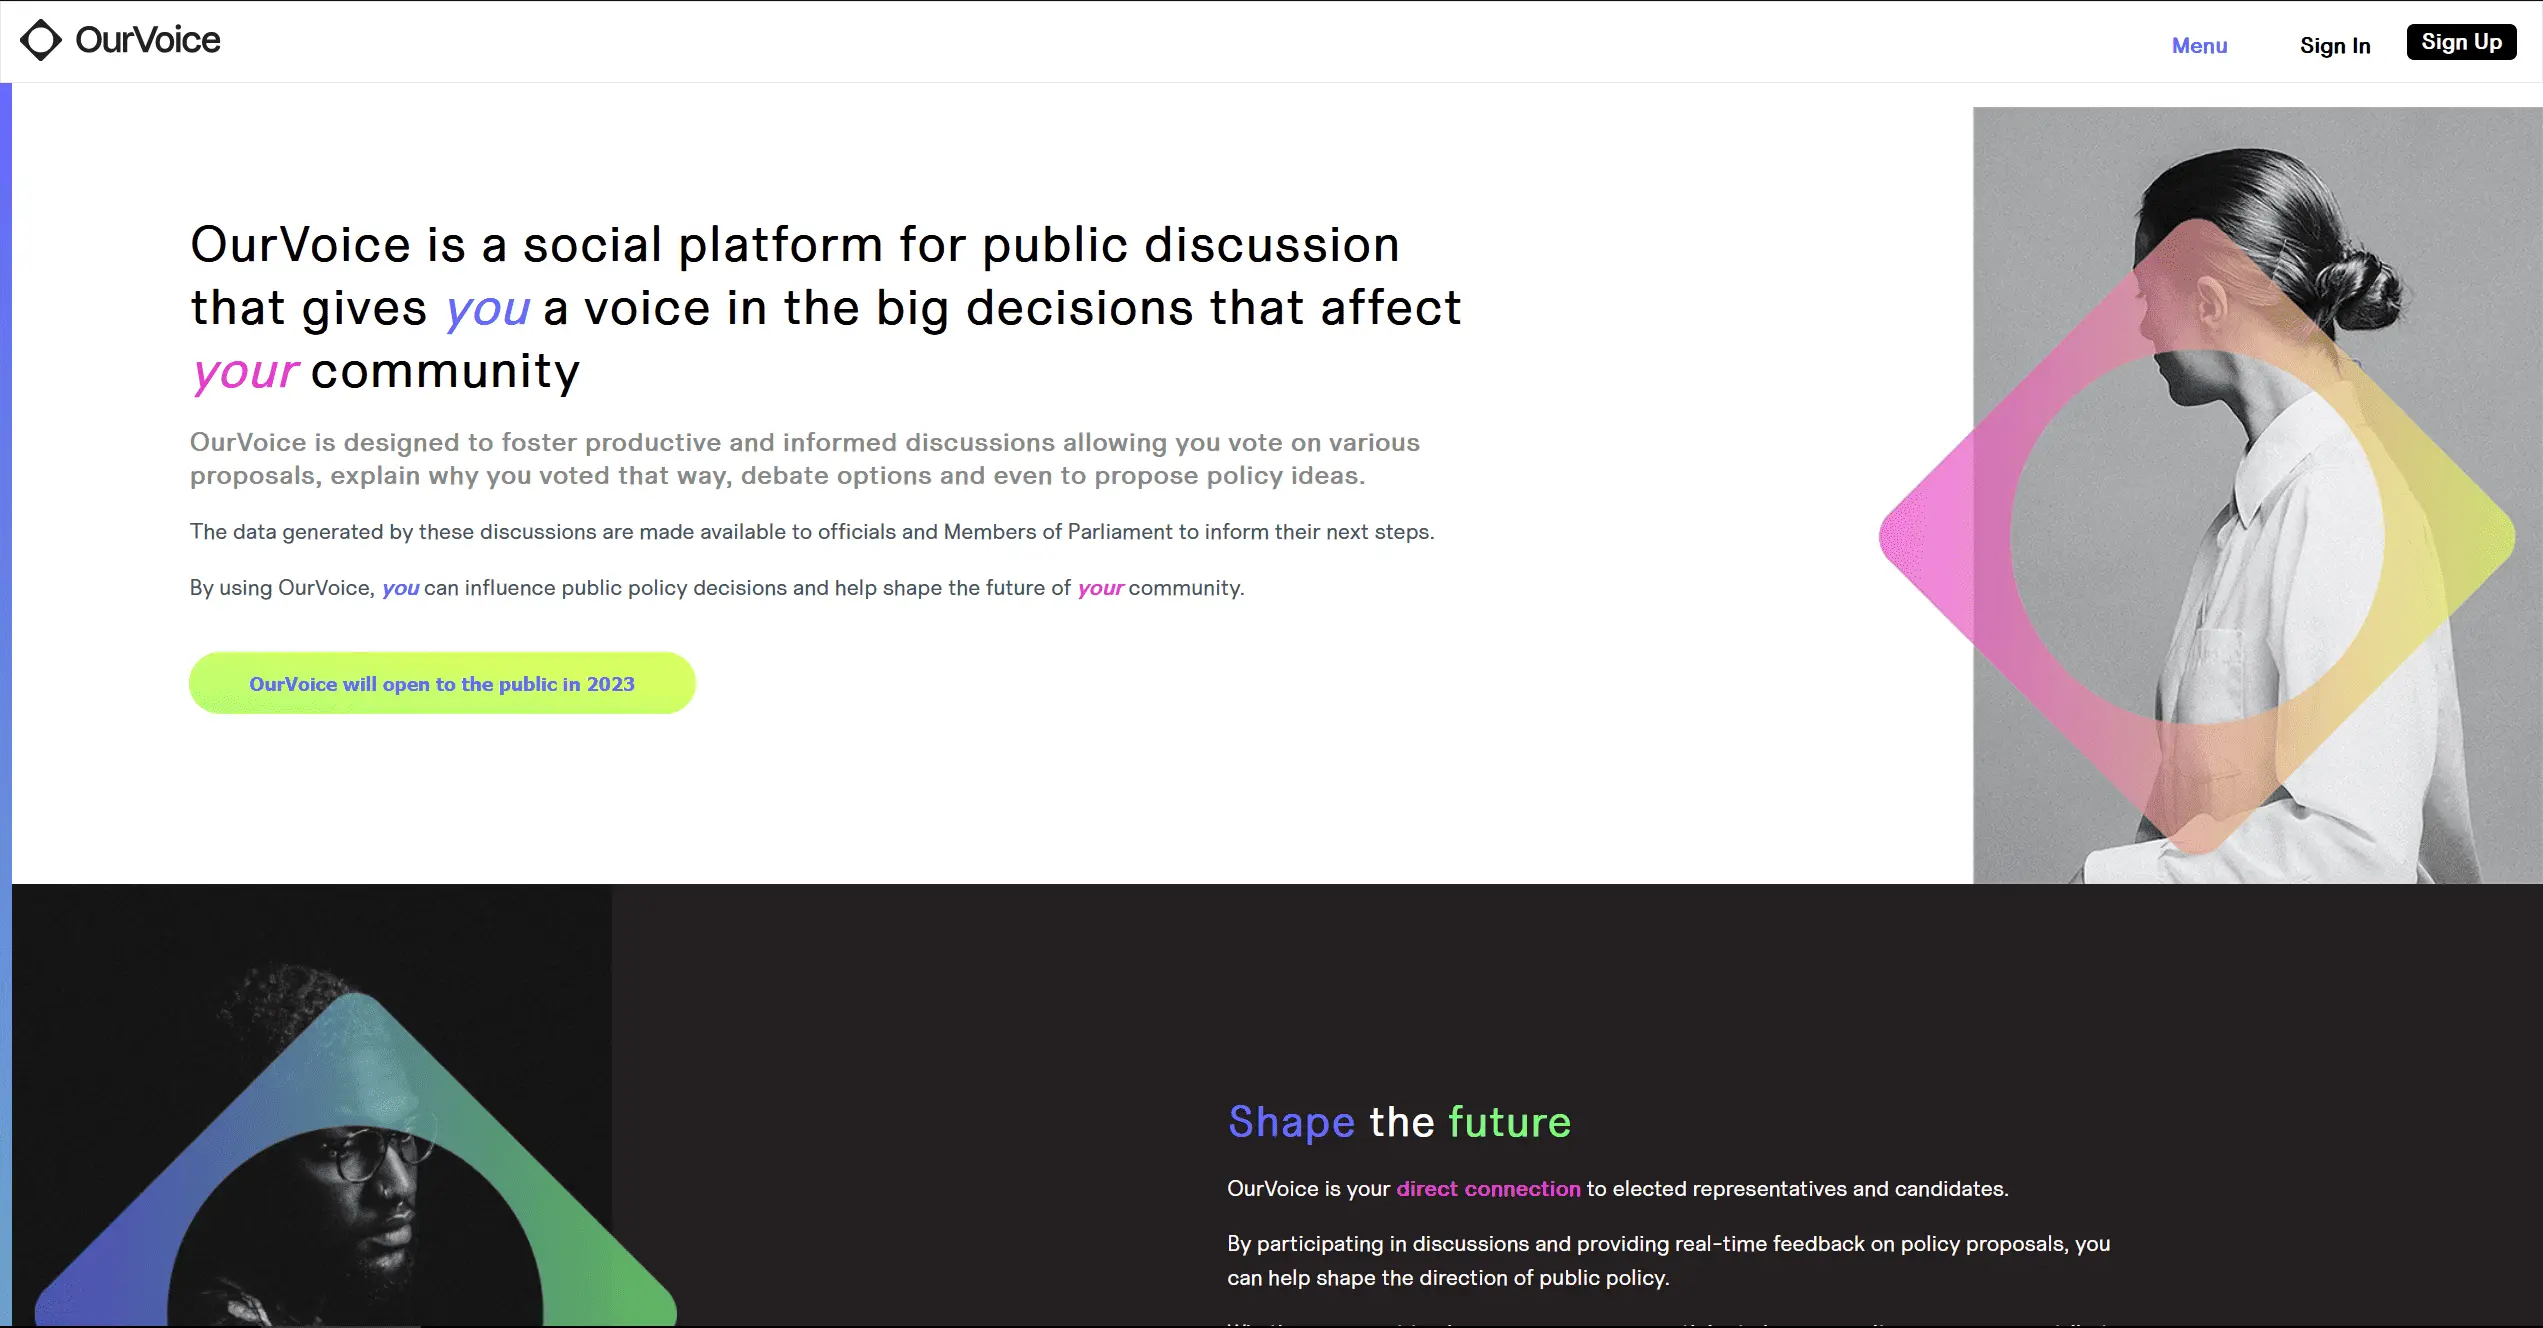 OurVoice
Menu
Sign In
Sign Up
OurVoice is a social platform for public discussion
that gives you a voice in the big decisions that affect
your community
OurVoice is designed to foster productive and informed discussions allowing you vote on various
proposals, explain why you voted that way, debate options and even to propose policy ideas.
The data generated by these discussions are made available to officials and Members of Parliament to inform their next steps.
By using OurVoice, you can influence public policy decisions and help shape the future of your community.
OurVoice will open to the public in 2023
Shape the future
OurVoice is your direct connection to elected representatives and candidates.
By participating in discussions and providing real-time feedback on policy proposals, you
can help shape the direction of public policy.